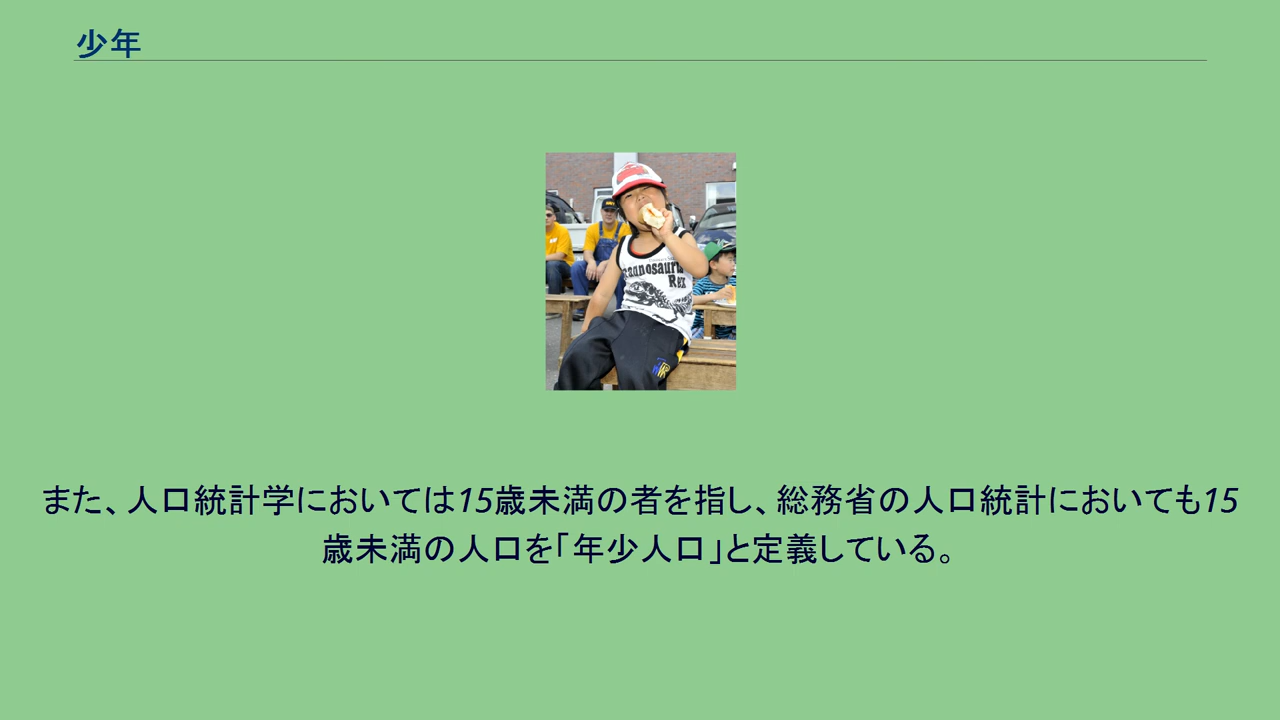 少年
また、人口統計学においては15歳未満の者を指し、総務省の人口統計においても15
歳未満の人口を「年少人口」と定義している。
Rex